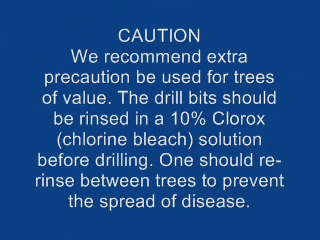 CAUTION
We recommend extra
precaution be used for trees
of value. The drill bits should
be rinsed in a 10% Clorox
(chlorine bleach) solution
before drilling. One should re-
rinse between trees to prevent
the spread of disease.